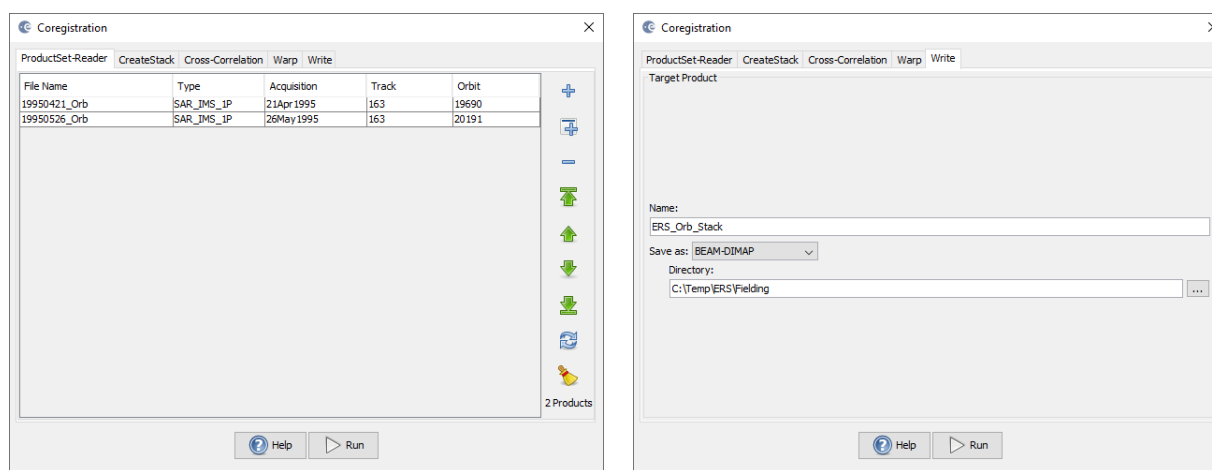 Coregistration
ProductSet-Reader CreateStack Cross-Correlation Warp Write
File Name Type Acquisition Track Orbit
19950421_Orb SAR_IMS_1P 21Apr1995 163 19690
19950526_Orb SAR_IMS_1P 26May1995 163 20191
2 Products
Help Run
Coregistration
ProductSet-Reader CreateStack Cross-Correlation Warp Write
Target Product
Name:
ERS_Orb_Stack
Save as: BEAM-DIMAP
Directory:
C:\Temp\ERS\Fielding
...
Help Run